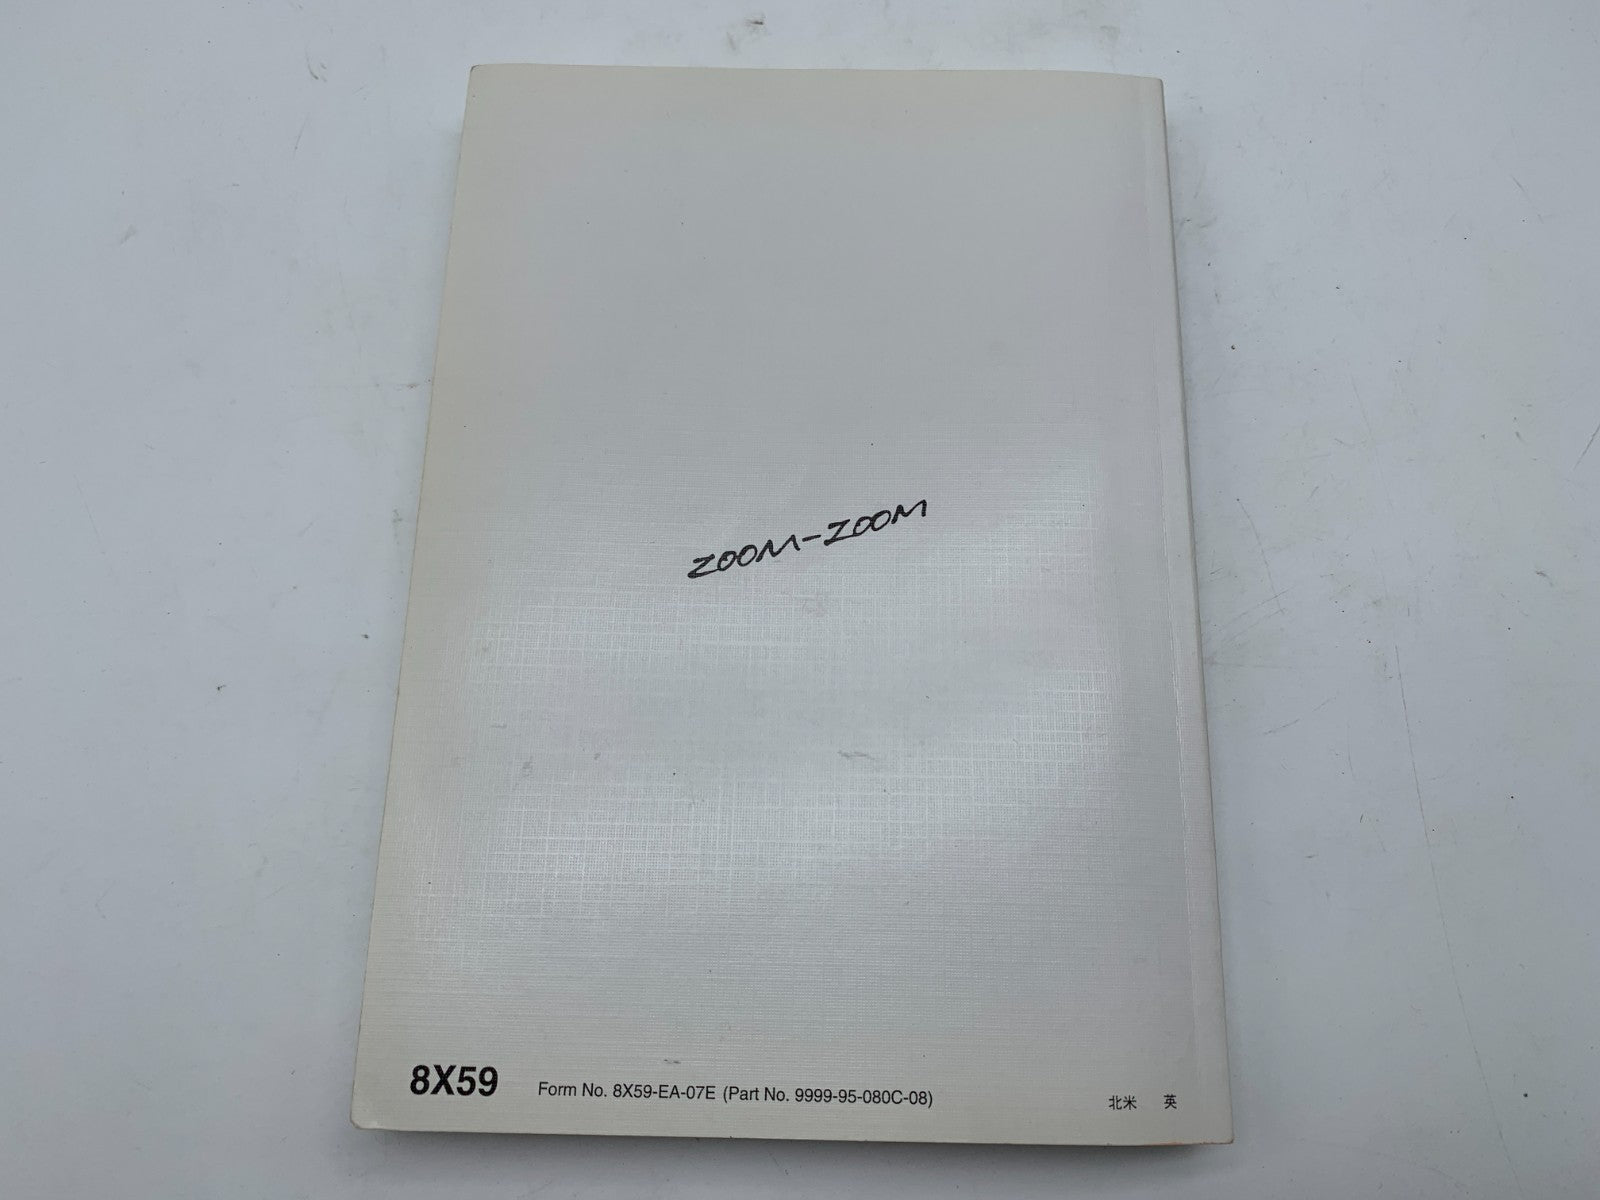 ZOOM-ZOOM
8X59 Form No. 8X59-EA-07E (Part No. 9999-95-080C-08) 北米 英